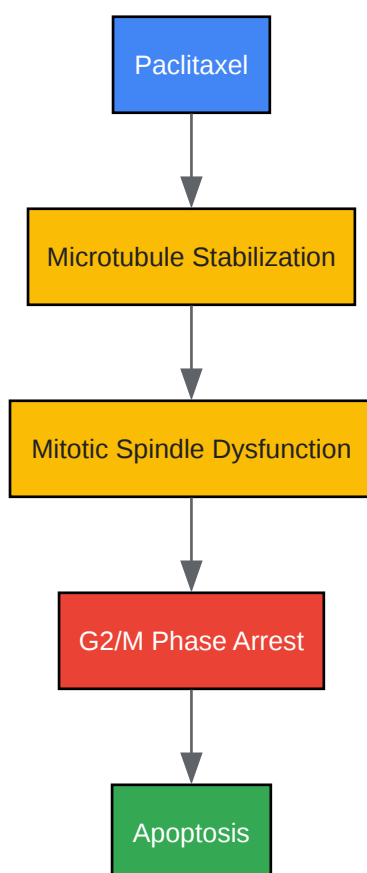 Paclitaxel
Microtubule Stabilization
Mitotic Spindle Dysfunction
G2/M Phase Arrest
Apoptosis